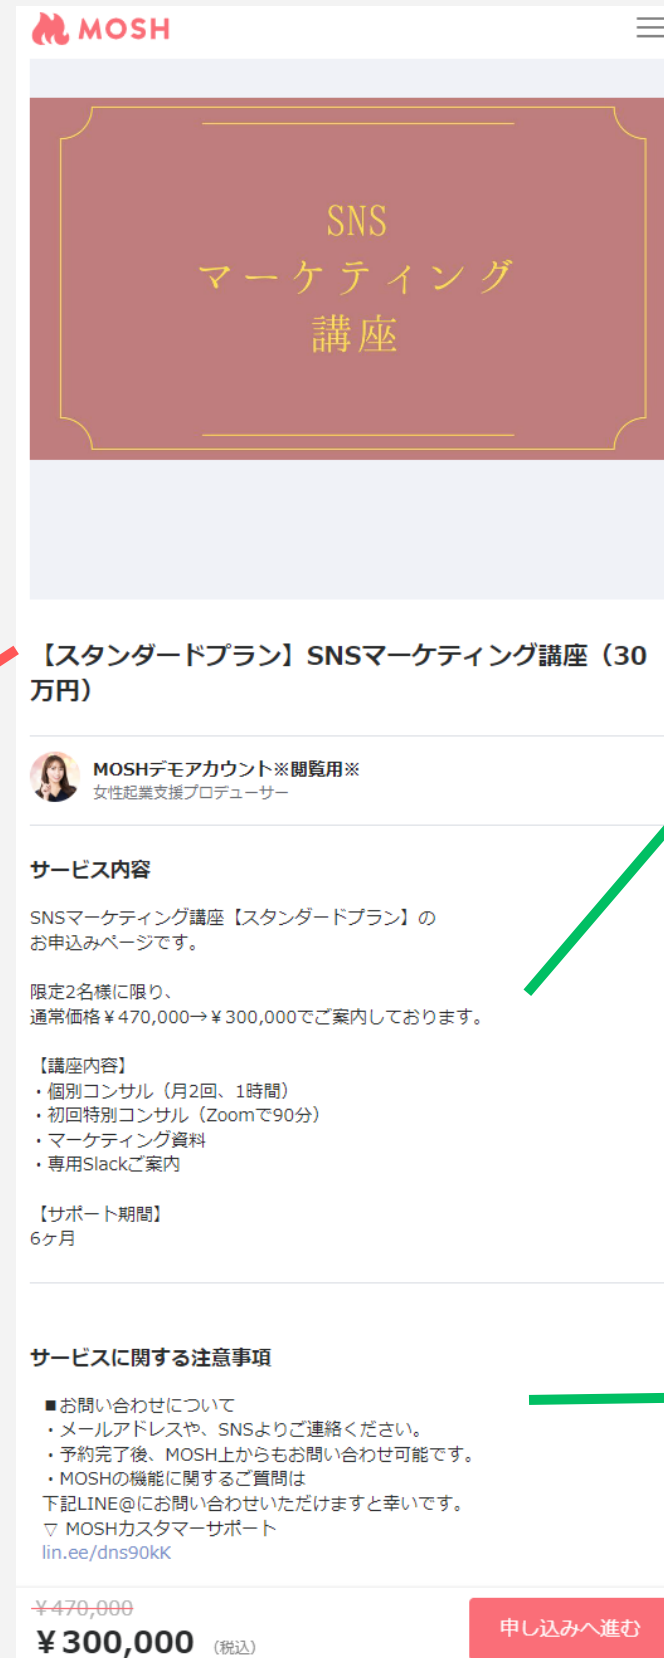 MOSH
SNS
マーケティング
講座
【スタンダードプラン】SNSマーケティング講座（30
万円）
MOSHデモアカウント※閲覧用※
女性起業支援プロデューサー
サービス内容
SNSマーケティング講座【スタンダードプラン】の
お申込みページです。
限定2名様に限り、
通常価格￥470,000→￥300,000でご案内しております。
【講座内容】
・個別コンサル（月2回、1時間）
・初回特別コンサル（Zoomで90分）
・マーケティング資料
・専用Slackご案内
【サポート期間】
6ヶ月
サービスに関する注意事項
■お問い合わせについて
・メールアドレスや、SNSよりご連絡ください。
・予約完了後、MOSH上からもお問い合わせ可能です。
・MOSHの機能に関するご質問は
下記LINE@にお問い合わせいただけますと幸いです。
▽ MOSHカスタマーサポート
lin.ee/dns90kK
￥470,000
￥300,000 （税込）
申し込みへ進む